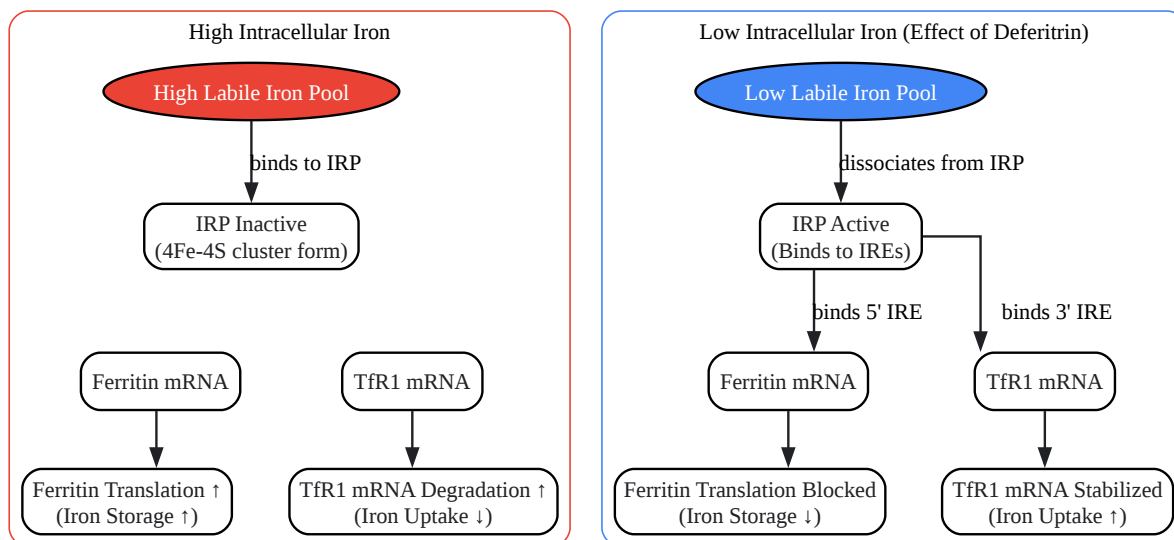 High Intracellular Iron
High Labile Iron Pool
binds to IRP
IRP Inactive
(4Fe-4S cluster form)
Ferritin mRNA
TfR1 mRNA
Ferritin Translation ↑
(Iron Storage ↑)
TfR1 mRNA Degradation ↑
(Iron Uptake ↓)
Low Intracellular Iron (Effect of Deferitrin)
Low Labile Iron Pool
dissociates from IRP
IRP Active
(Binds to IREs)
binds 5' IRE
binds 3' IRE
Ferritin mRNA
TfR1 mRNA
Ferritin Translation Blocked
(Iron Storage ↓)
TfR1 mRNA Stabilized
(Iron Uptake ↑)